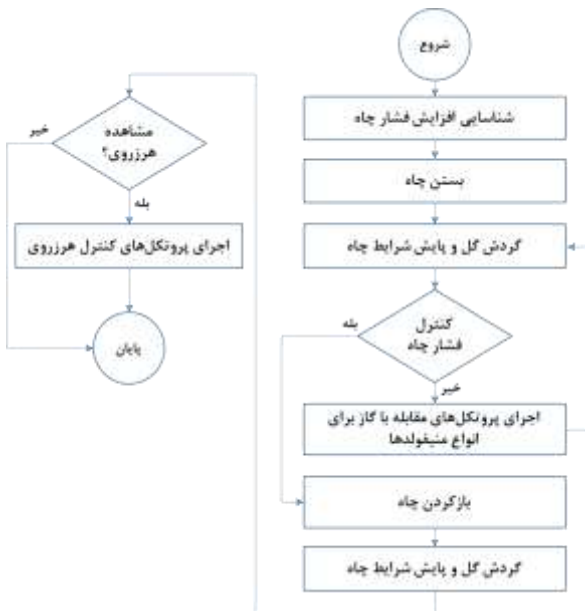 شروع
شناسایی افزایش فشار چاه
بستن چاه
گردش گل و پایش شرایط چاه
کنترل
فشار چاه
بله
خیر
اجرای پروتکل‌های مقابله با گاز برای
انواع منیفولدها
بازکردن چاه
گردش گل و پایش شرایط چاه
مشاهده
هرزروی؟
خیر
بله
اجرای پروتکل‌های کنترل هرزروی
پایان